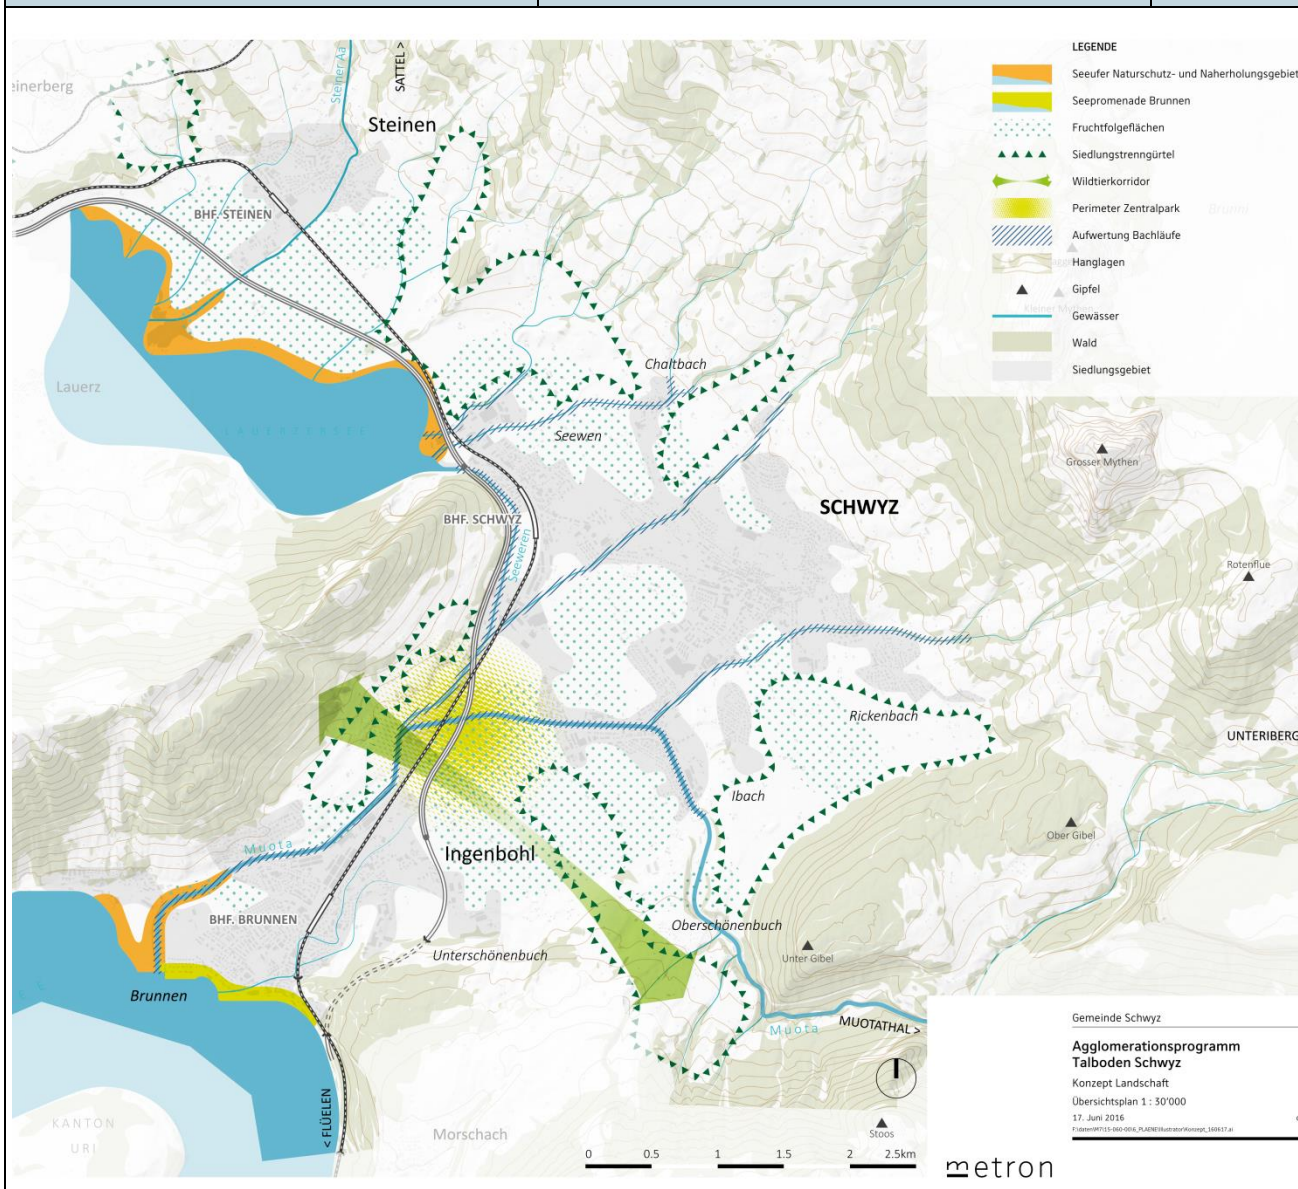 LEGENDE
Seeufer Naturschutz- und Naherholungsgebiet
Seepromenade Brunnen
Fruchtfolgeflächen
Siedlungstrenngürtel
Wildtierkorridor
Perimeter Zentralpark
Aufwertung Bachläufe
Hanglagen
Gipfel
Gewässer
Wald
Siedlungsgebiet
einerberg
Steiner Aa
SATTEL >
Steinen
BHF. STEINEN
Brunni
Lauerz
LAUERZERSEE
Chaltbach
Seewen
Grosser Mythen
SCHWYZ
BHF. SCHWYZ
Seeweren
Rotenflue
Rickenbach
UNTERIBERG
Ibach
Ober Gibel
Muota
Ingenbohl
BHF. BRUNNEN
Oberschönenbuch
Unterschönenbuch
Unter Gibel
Brunnen
Muota
MUOTATHAL >
< FLÜELEN
KANTON
URI
Morschach
Stoos
0 0.5 1 1.5 2 2.5km
Gemeinde Schwyz
Agglomerationsprogramm
Talboden Schwyz
Konzept Landschaft
Übersichtsplan 1 : 30'000
17. Juni 2016
metron